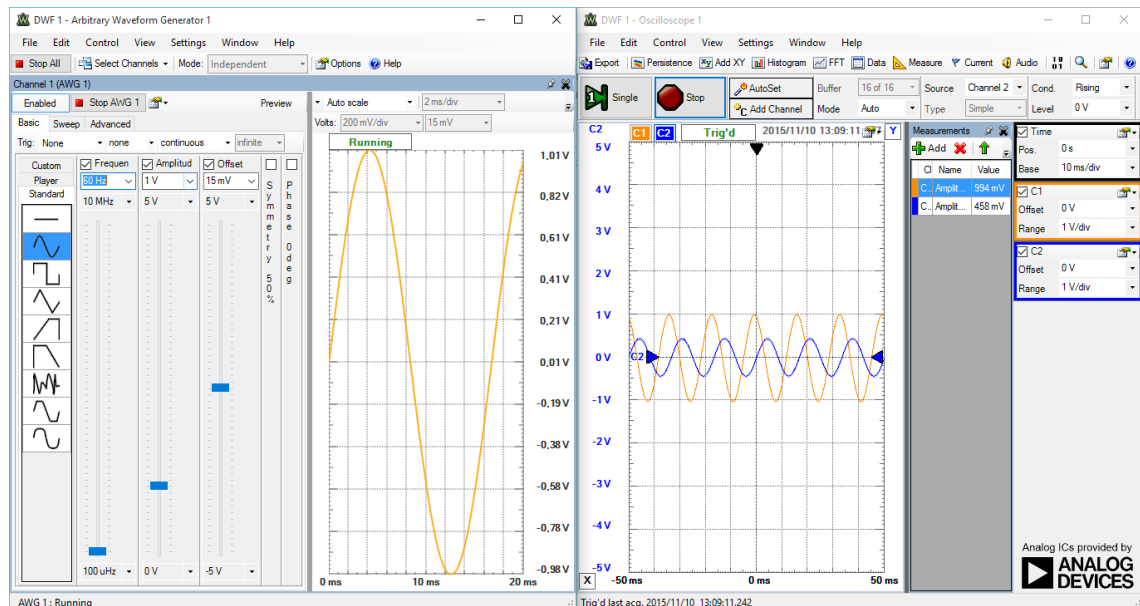 DWF 1 - Arbitrary Waveform Generator 1
File Edit Control View Settings Window Help
Stop All Select Channels Mode: Independent Options Help
Channel 1 (AWG 1)
Enabled Stop AWG 1 Preview
Basic Sweep Advanced
Trig: None none continuous infinite
Custom
Player
Standard
Frequen Amplitud Offset
60 Hz 1 V 15 mV
10 MHz 5 V 5 V
100 uHz 0 V -5 V
Symmetry 50%
Phase 0 deg
Auto scale 2 ms/div
Volts: 200 mV/div 15 mV
Running
1,01 V
0,82 V
0,61 V
0,41 V
0,21 V
0,01 V
-0,19 V
-0,38 V
-0,58 V
-0,78 V
-0,98 V
0 ms 10 ms 20 ms
AWG 1 : Running
DWF 1 - Oscilloscope 1
File Edit Control View Settings Window Help
Export Persistence Add XY Histogram FFT Data Measure Current Audio
Single Stop AutoSet Buffer 16 of 16 Source Channel 2 Cond. Rising
Add Channel Mode Auto Type Simple Level 0 V
C2 C1 C2 Trig'd 2015/11/10 13:09:11 Y
5 V
4 V
3 V
2 V
1 V
0 V C2
-1 V
-2 V
-3 V
-4 V
-5 V
X -50 ms 0 ms 50 ms
Measurements
Add
Cl Name Value
C.. Amplit... 994 mV
C.. Amplit... 458 mV
Time
Pos. 0 s
Base 10 ms/div
C1
Offset 0 V
Range 1 V/div
C2
Offset 0 V
Range 1 V/div
Analog ICs provided by
ANALOG
DEVICES
Trig'd last acq. 2015/11/10 13:09:11.242